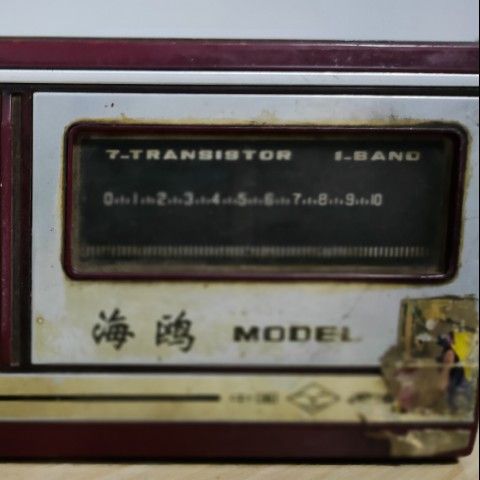 7-TRANSISTOR 1-BAND
0 1 2 3 4 5 6 7 8 9 10
海鸥 MODEL